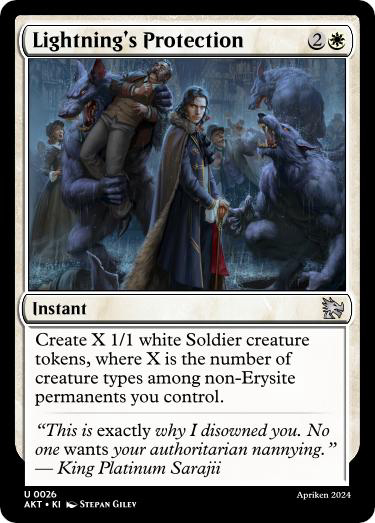 Lightning's Protection 2
Instant
Create X 1/1 white Soldier creature
tokens, where X is the number of
creature types among non-Erysite
permanents you control.
“This is exactly why I disowned you. No
one wants your authoritarian nannying.”
— King Platinum Sarajii
U 0026
Apriken 2024
AKT • KI Stepan Gilev